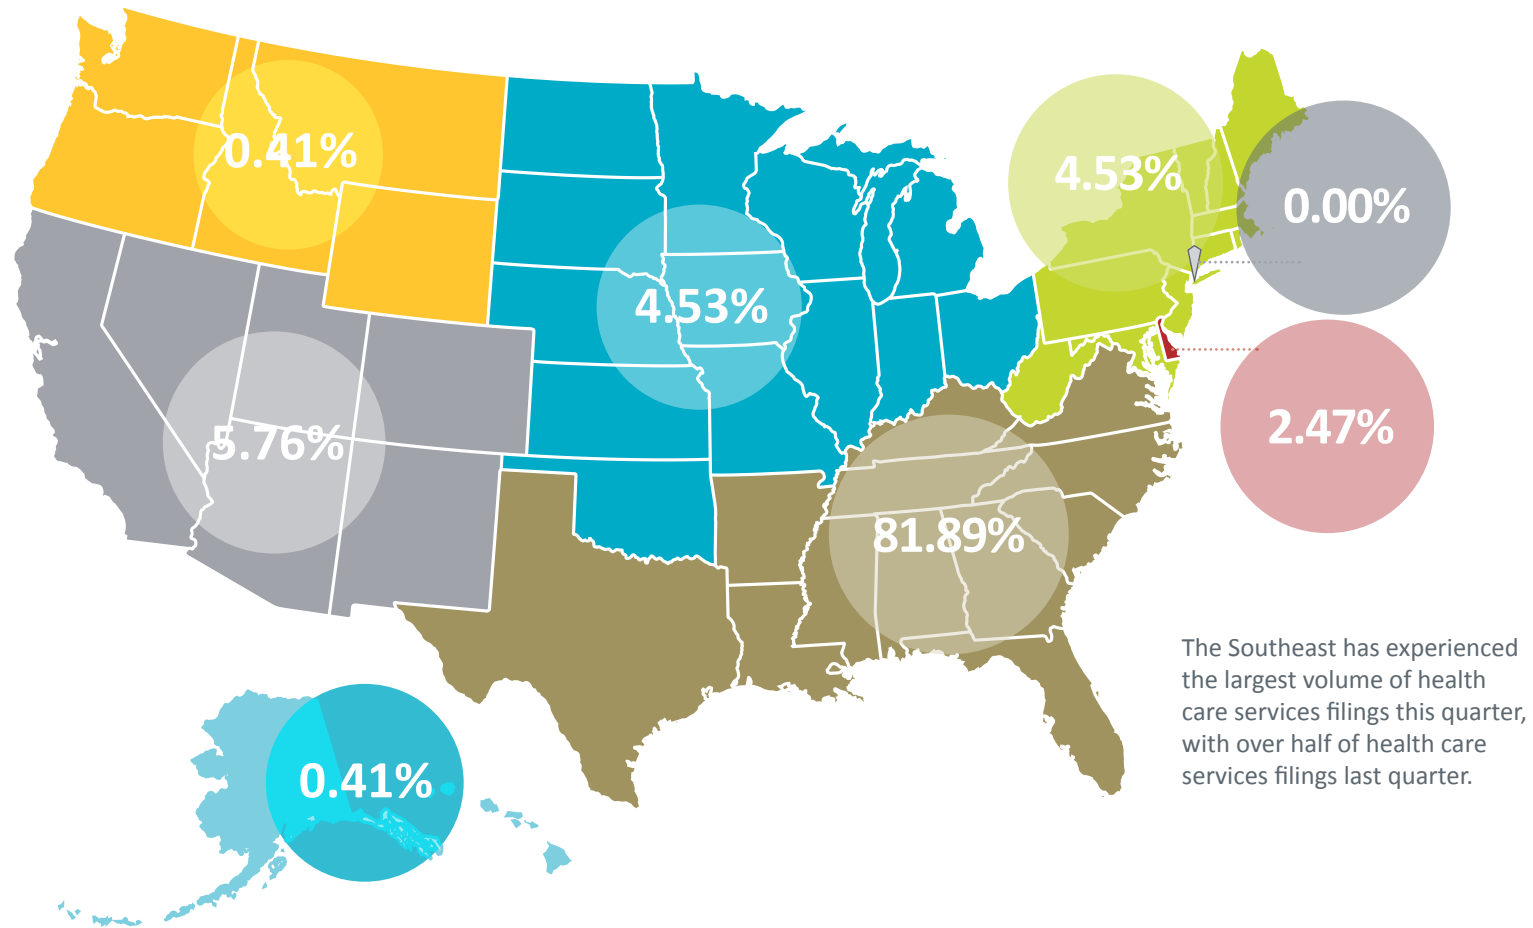 0.41%
4.53%
0.00%
4.53%
2.47%
5.76%
81.89%
The Southeast has experienced
the largest volume of health
care services filings this quarter,
with over half of health care
services filings last quarter.
0.41%